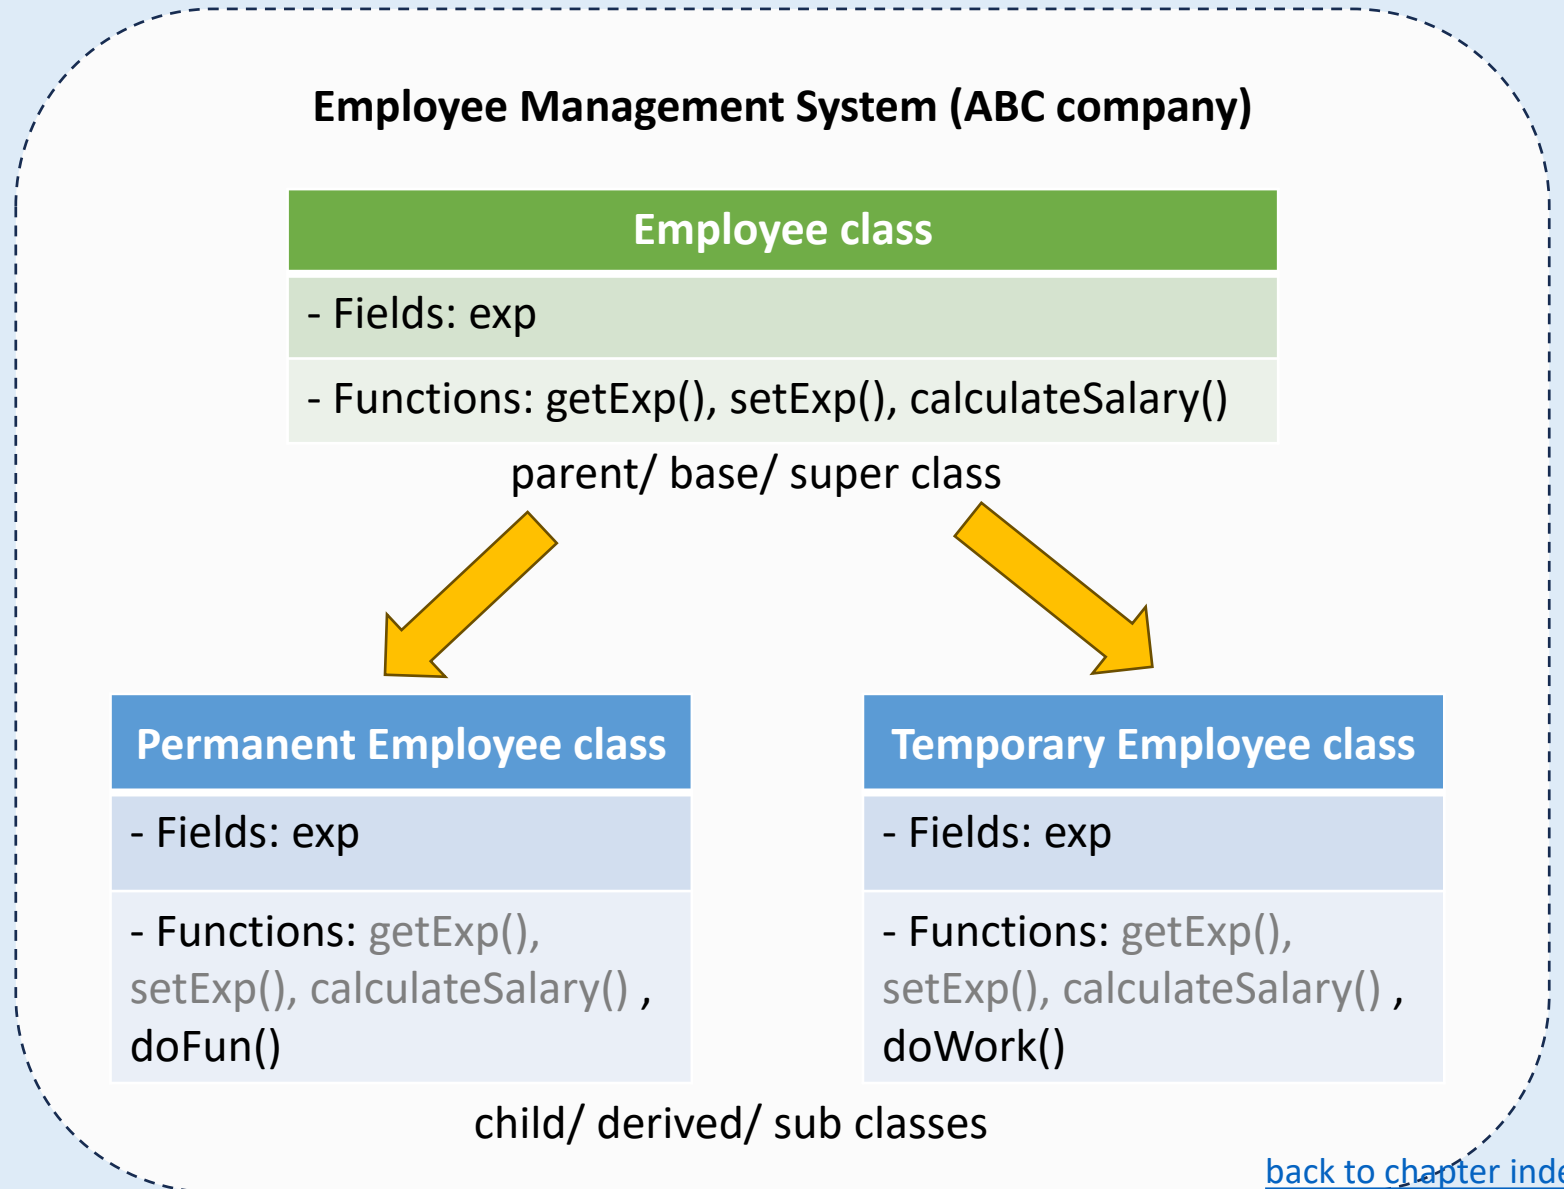 Employee Management System (ABC company)
Employee class
- Fields: exp
- Functions: getExp(), setExp(), calculateSalary()
parent/ base/ super class
Permanent Employee class
- Fields: exp
- Functions: getExp(),
setExp(), calculateSalary() ,
doFun()
Temporary Employee class
- Fields: exp
- Functions: getExp(),
setExp(), calculateSalary() ,
doWork()
child/ derived/ sub classes
back to chapter inde